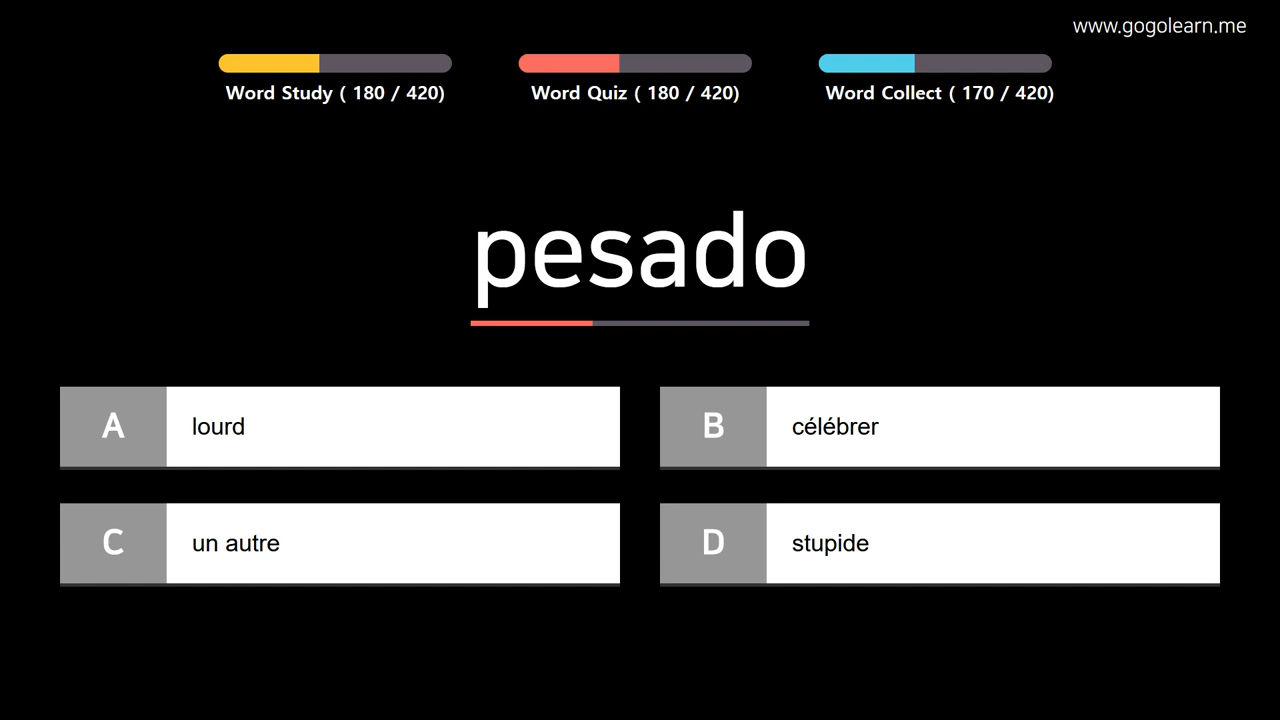 www.gogolearn.me
Word Study ( 180 / 420)
Word Quiz ( 180 / 420)
Word Collect ( 170 / 420)
pesado
A lourd
B célébrer
C un autre
D stupide